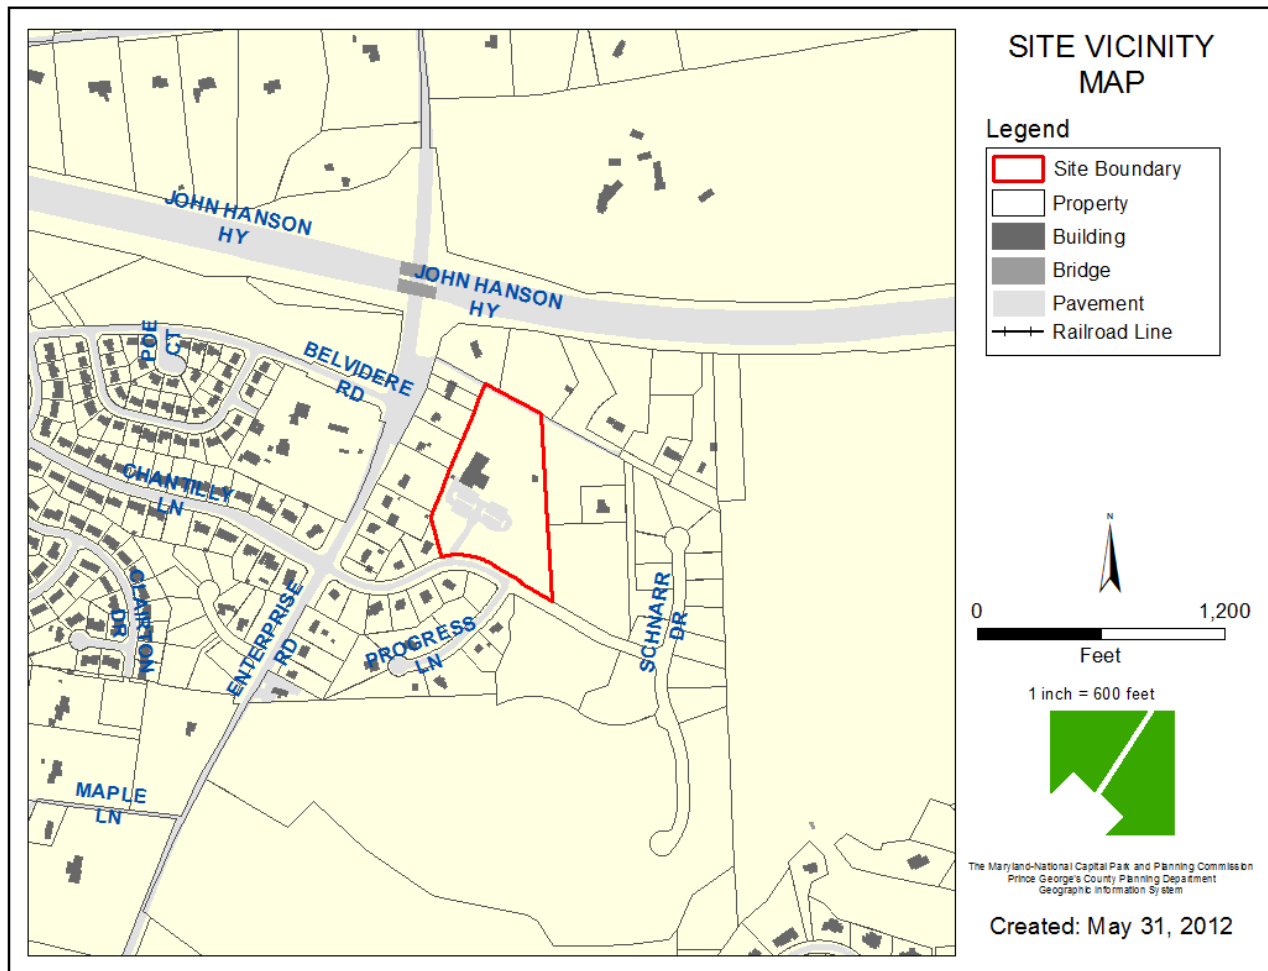 SITE VICINITY
MAP
Legend
Site Boundary
Property
Building
Bridge
Pavement
Railroad Line
JOHN HANSON
HY
JOHN HANSON
HY
POE
CT
BELVIDERE
RD
CHANTILLY
LN
CLAIRTON
DR
ENTERPRISE
RD
PROGRESS
LN
SCHNARR
DR
MAPLE
LN
N
0 1,200
Feet
1 inch = 600 feet
The Maryland-National Capital Park and Planning Commission
Prince George's County Planning Department
Geographic Information System
Created: May 31, 2012